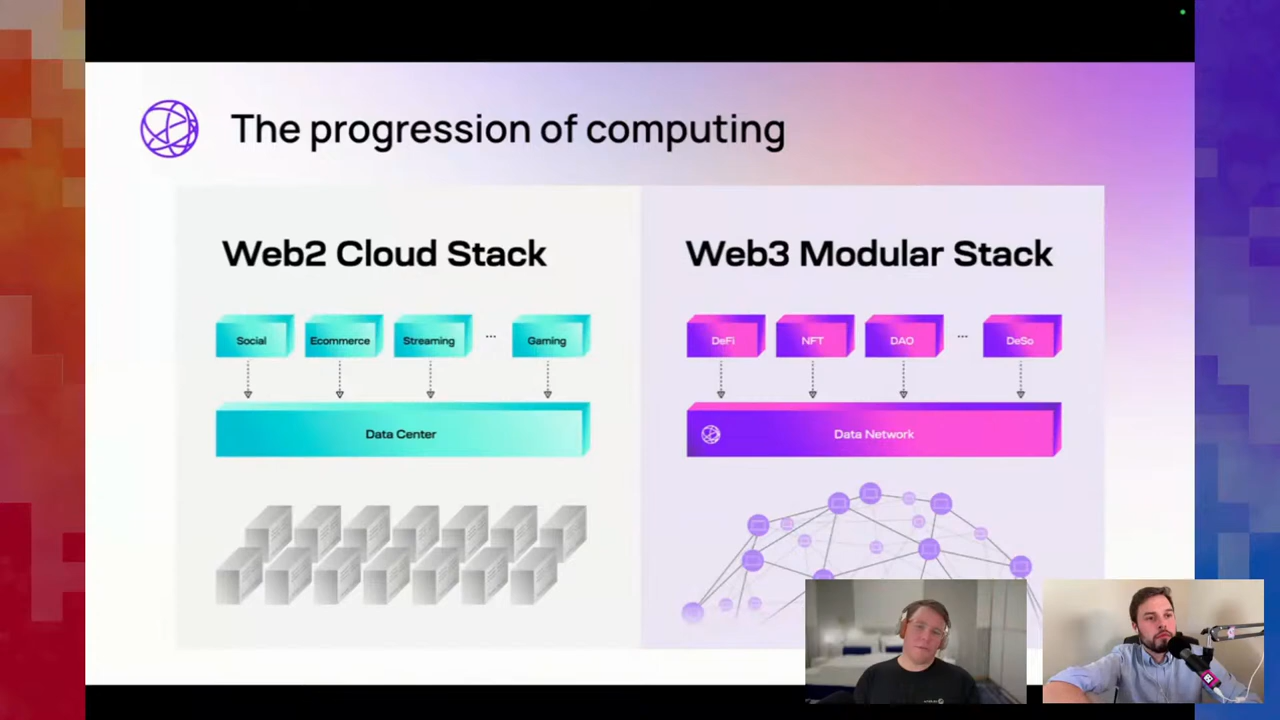 The progression of computing
Web2 Cloud Stack
Social
Ecommerce
Streaming
...
Gaming
Data Center
Web3 Modular Stack
DeFi
NFT
DAO
...
DeSo
Data Network